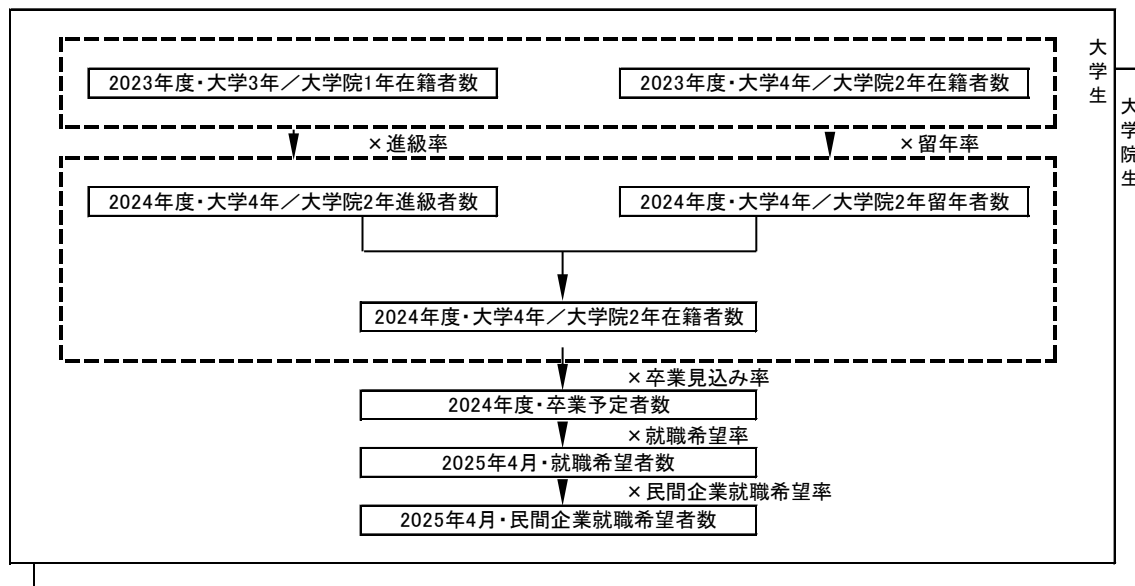 2023年度・大学3年／大学院1年在籍者数
2023年度・大学4年／大学院2年在籍者数
×進級率
×留年率
2024年度・大学4年／大学院2年進級者数
2024年度・大学4年／大学院2年留年者数
2024年度・大学4年／大学院2年在籍者数
×卒業見込み率
2024年度・卒業予定者数
×就職希望率
2025年4月・就職希望者数
×民間企業就職希望率
2025年4月・民間企業就職希望者数
大学生
大学院生